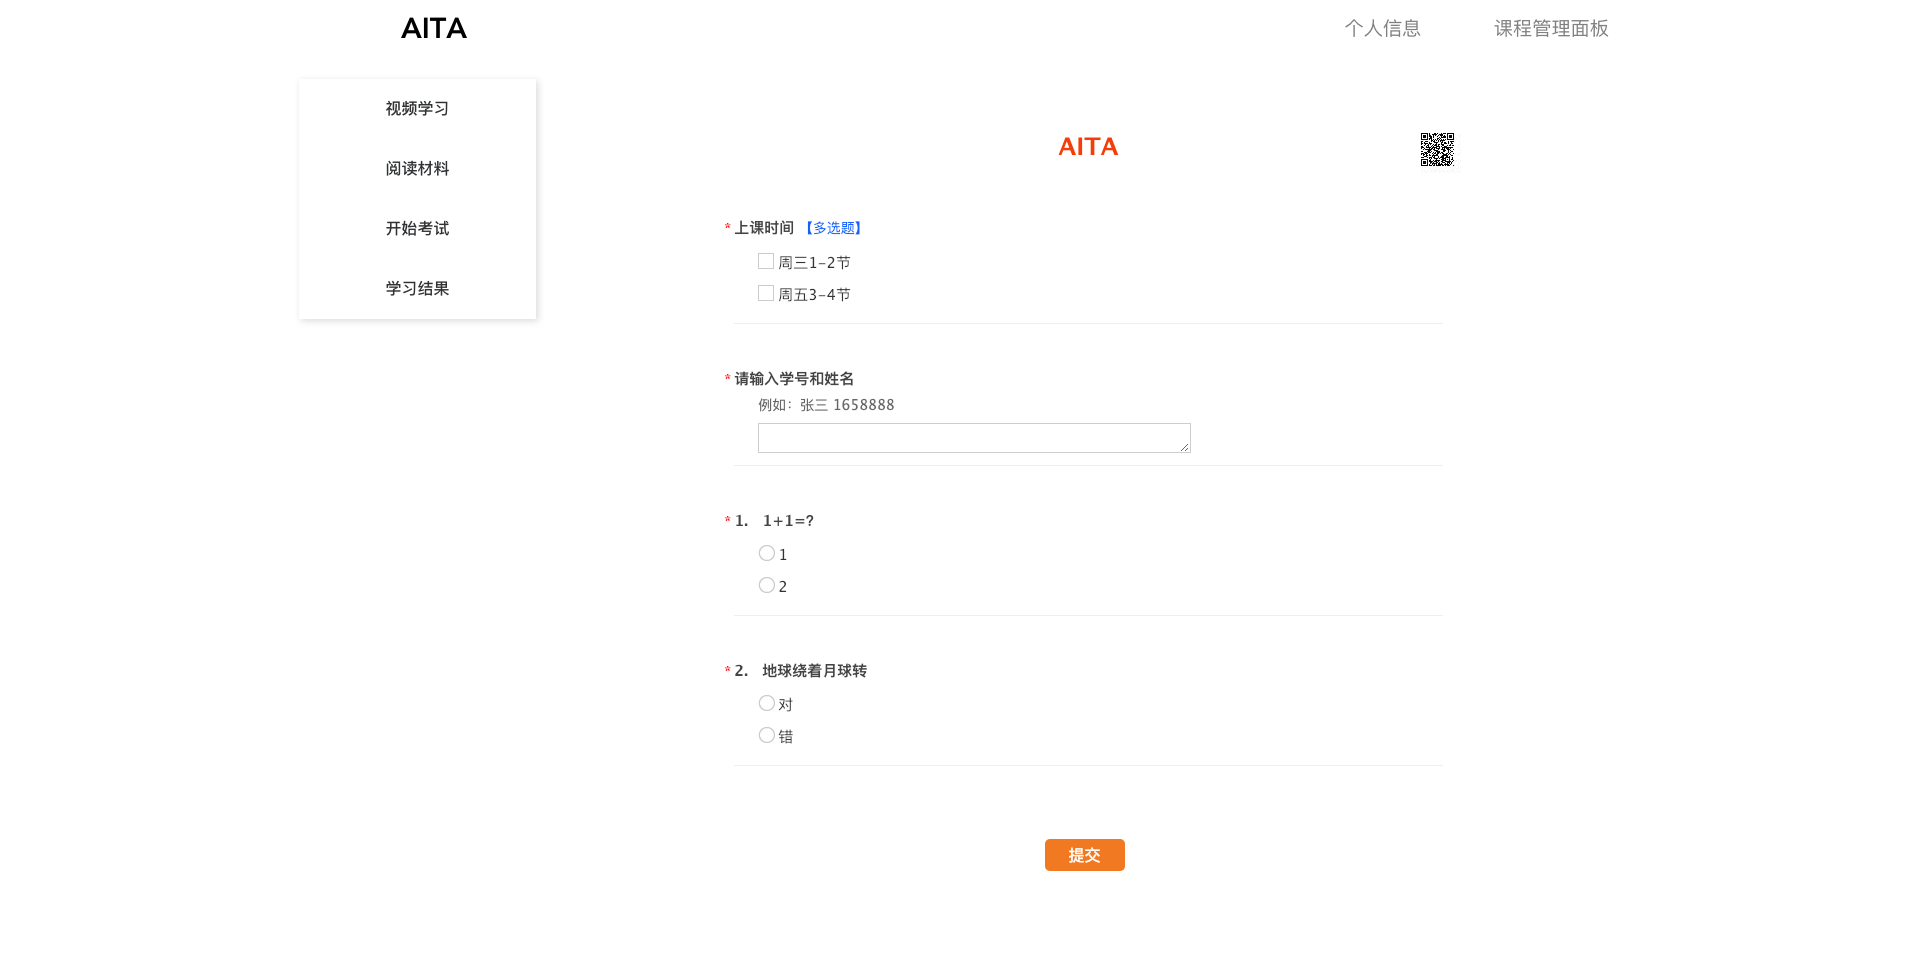 AITA
个人信息
课程管理面板
视频学习
阅读材料
开始考试
学习结果
AITA
* 上课时间 【多选题】
周三1-2节
周五3-4节
* 请输入学号和姓名
例如：张三 1658888
* 1. 1+1=?
1
2
* 2. 地球绕着月球转
对
错
提交